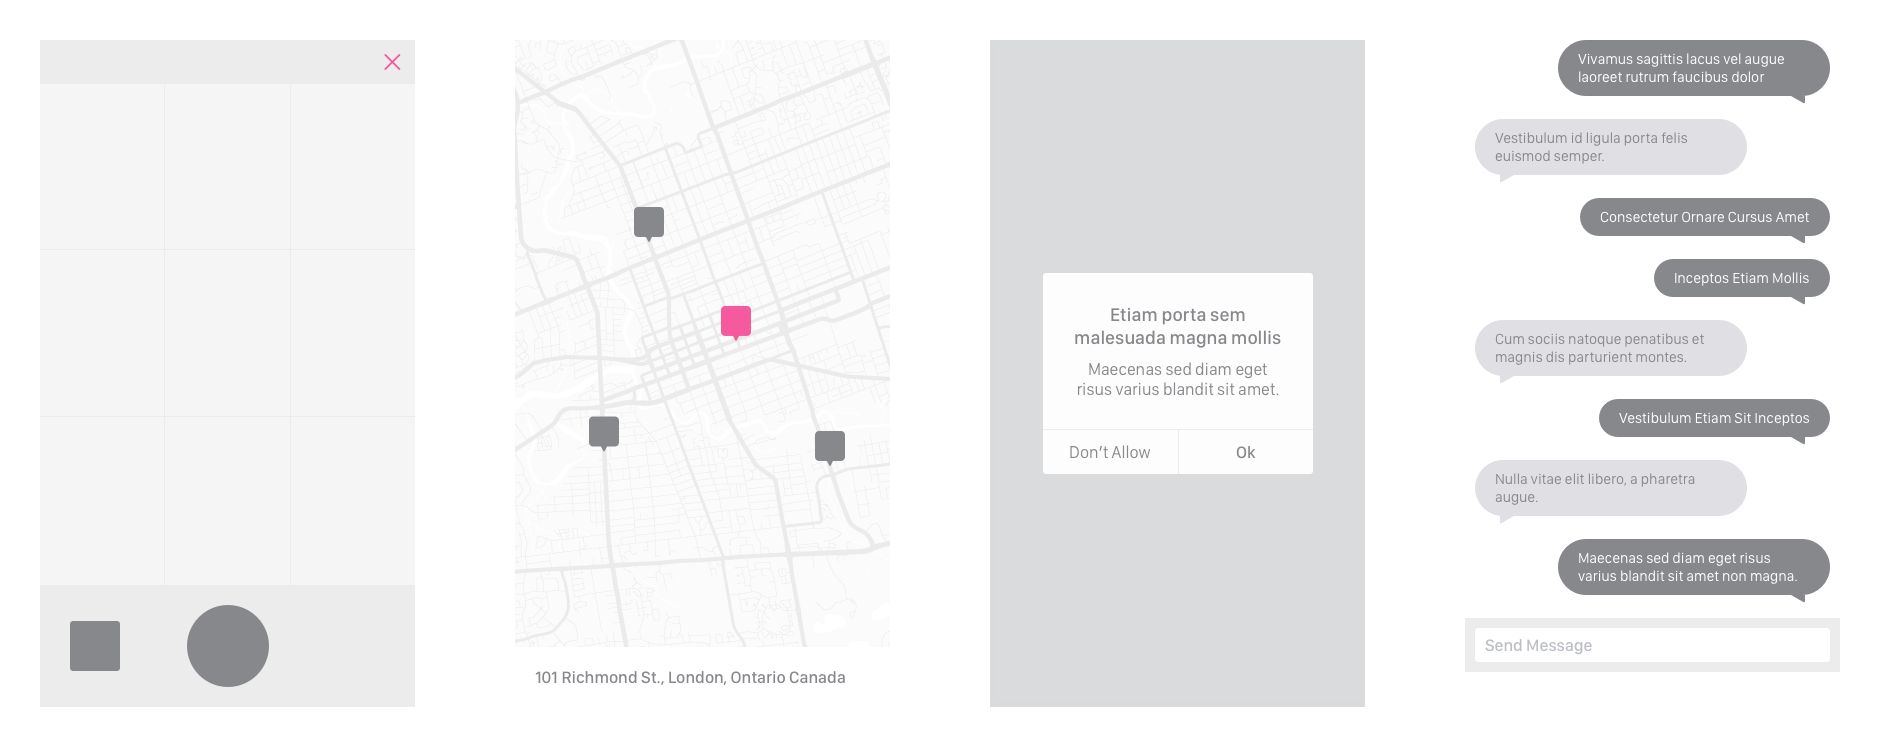 101 Richmond St., London, Ontario Canada
Etiam porta sem
malesuada magna mollis
Maecenas sed diam eget
risus varius blandit sit amet.
Don’t Allow
Ok
Vivamus sagittis lacus vel augue
laoreet rutrum faucibus dolor
Vestibulum id ligula porta felis
euismod semper.
Consectetur Ornare Cursus Amet
Inceptos Etiam Mollis
Cum sociis natoque penatibus et
magnis dis parturient montes.
Vestibulum Etiam Sit Inceptos
Nulla vitae elit libero, a pharetra
augue.
Maecenas sed diam eget risus
varius blandit sit amet non magna.
Send Message